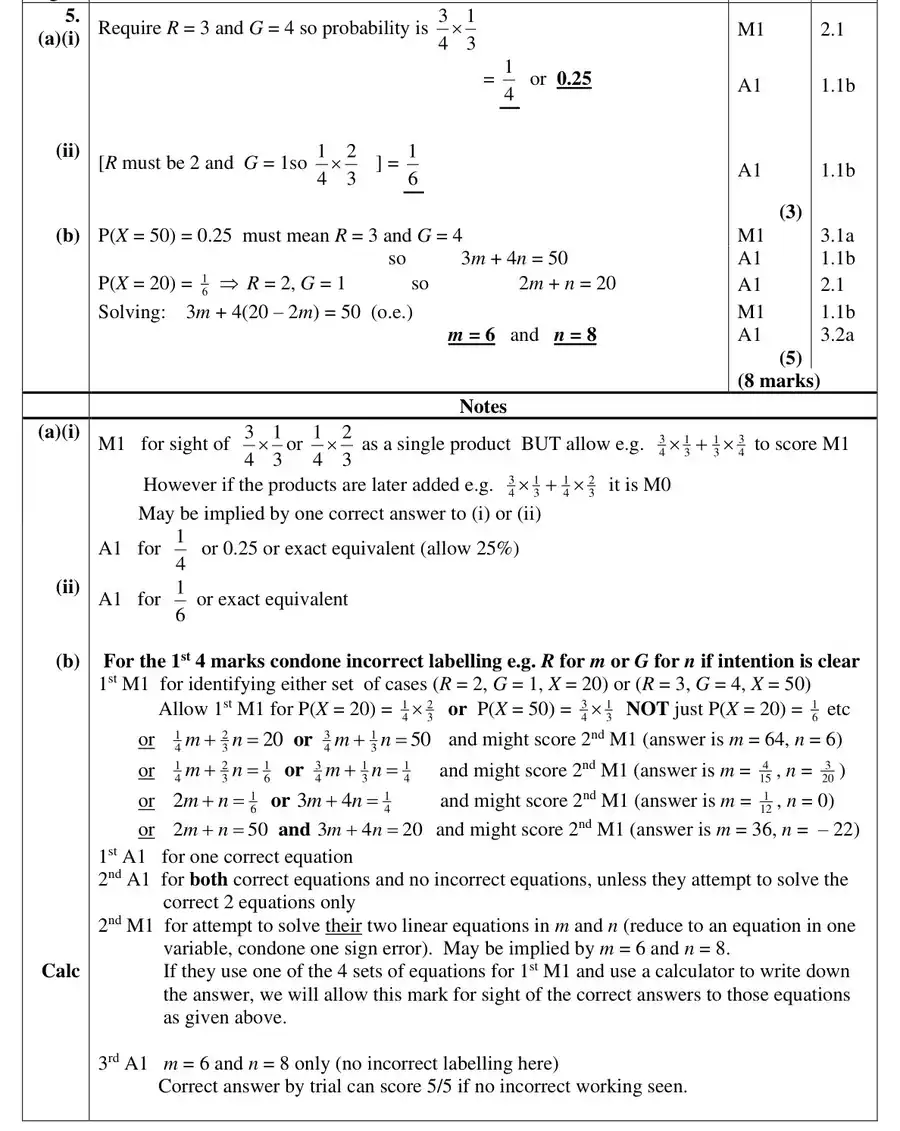 5.
(a)(i) Require R = 3 and G = 4 so probability is 3/4 × 1/3 M1 2.1
= 1/4 or 0.25 A1 1.1b
(ii) [R must be 2 and G = 1so 1/4 × 2/3 ] = 1/6 A1 1.1b
(3)
(b) P(X = 50) = 0.25 must mean R = 3 and G = 4 M1 3.1a
so 3m + 4n = 50 A1 1.1b
P(X = 20) = 1/6 ⇒ R = 2, G = 1 so 2m + n = 20 A1 2.1
Solving: 3m + 4(20 – 2m) = 50 (o.e.) M1 1.1b
m = 6 and n = 8 A1 3.2a
(5)
(8 marks)
Notes
(a)(i) M1 for sight of 3/4 × 1/3 or 1/4 × 2/3 as a single product BUT allow e.g. 3/4 × 1/3 + 1/3 × 3/4 to score M1
However if the products are later added e.g. 3/4 × 1/3 + 1/4 × 2/3 it is M0
May be implied by one correct answer to (i) or (ii)
A1 for 1/4 or 0.25 or exact equivalent (allow 25%)
(ii) A1 for 1/6 or exact equivalent
(b) For the 1st 4 marks condone incorrect labelling e.g. R for m or G for n if intention is clear
1st M1 for identifying either set of cases (R = 2, G = 1, X = 20) or (R = 3, G = 4, X = 50)
Allow 1st M1 for P(X = 20) = 1/4 × 2/3 or P(X = 50) = 3/4 × 1/3 NOT just P(X = 20) = 1/6 etc
or 1/4 m + 2/3 n = 20 or 3/4 m + 1/3 n = 50 and might score 2nd M1 (answer is m = 64, n = 6)
or 1/4 m + 2/3 n = 1/6 or 3/4 m + 1/3 n = 1/4 and might score 2nd M1 (answer is m = 4/15 , n = 3/20 )
or 2m + n = 1/6 or 3m + 4n = 1/4 and might score 2nd M1 (answer is m = 1/12 , n = 0)
or 2m + n = 50 and 3m + 4n = 20 and might score 2nd M1 (answer is m = 36, n = – 22)
1st A1 for one correct equation
2nd A1 for both correct equations and no incorrect equations, unless they attempt to solve the
correct 2 equations only
2nd M1 for attempt to solve their two linear equations in m and n (reduce to an equation in one
variable, condone one sign error). May be implied by m = 6 and n = 8.
Calc If they use one of the 4 sets of equations for 1st M1 and use a calculator to write down
the answer, we will allow this mark for sight of the correct answers to those equations
as given above.
3rd A1 m = 6 and n = 8 only (no incorrect labelling here)
Correct answer by trial can score 5/5 if no incorrect working seen.